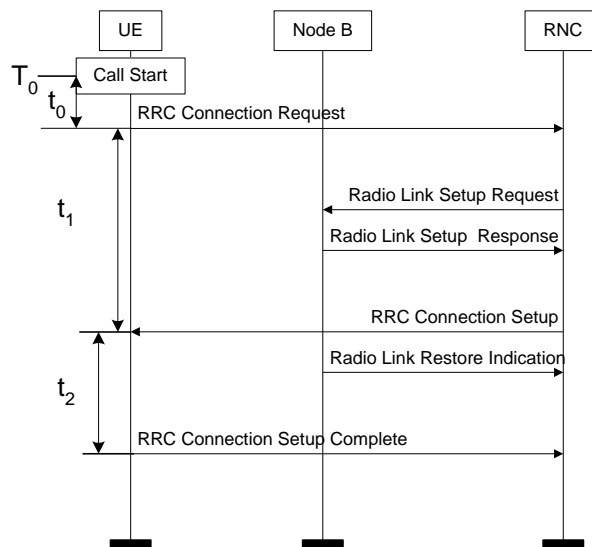 UE
Node B
RNC
Call Start
T0
t0
RRC Connection Request
Radio Link Setup Request
t1
Radio Link Setup Response
RRC Connection Setup
Radio Link Restore Indication
t2
RRC Connection Setup Complete